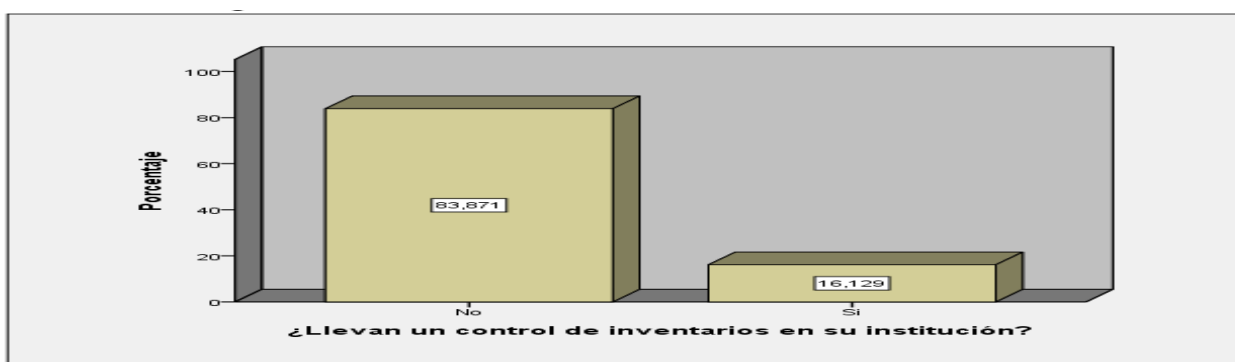 100
80
60
40
20
0
Porcentaje
83,871
16,129
No
Si
¿Llevan un control de inventarios en su institución?